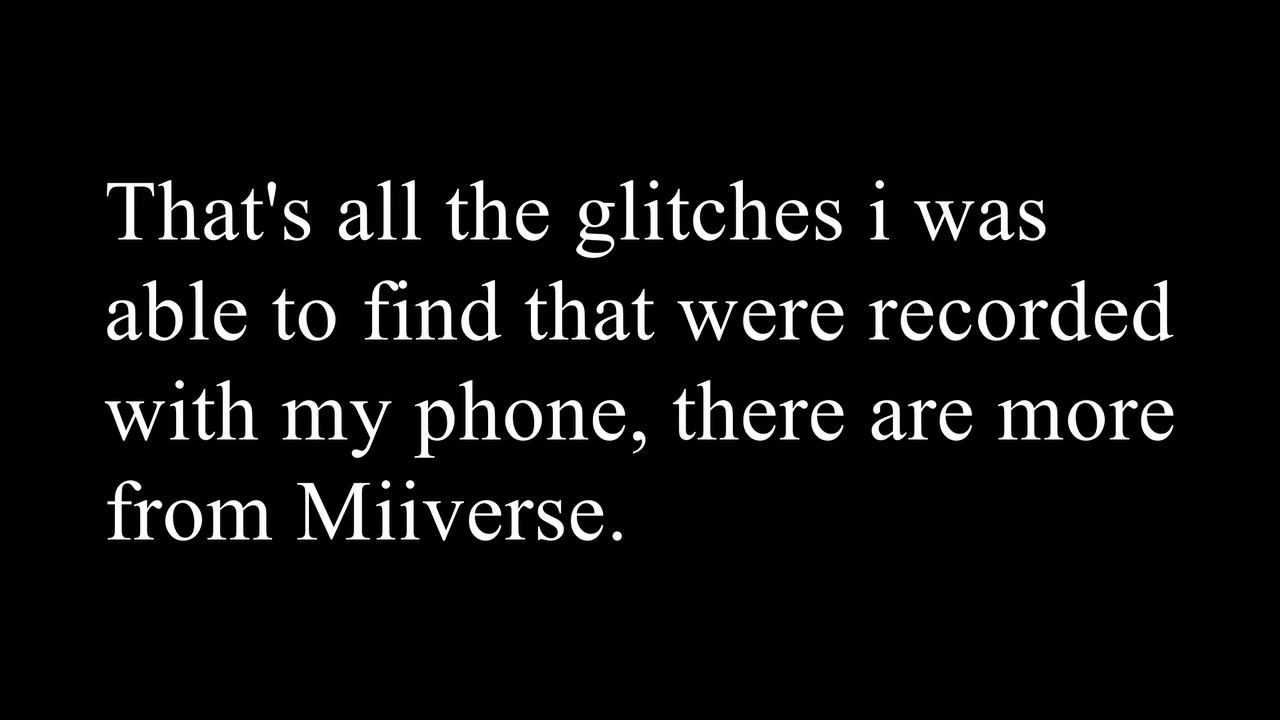 That's all the glitches i was
able to find that were recorded
with my phone, there are more
from Miiverse.